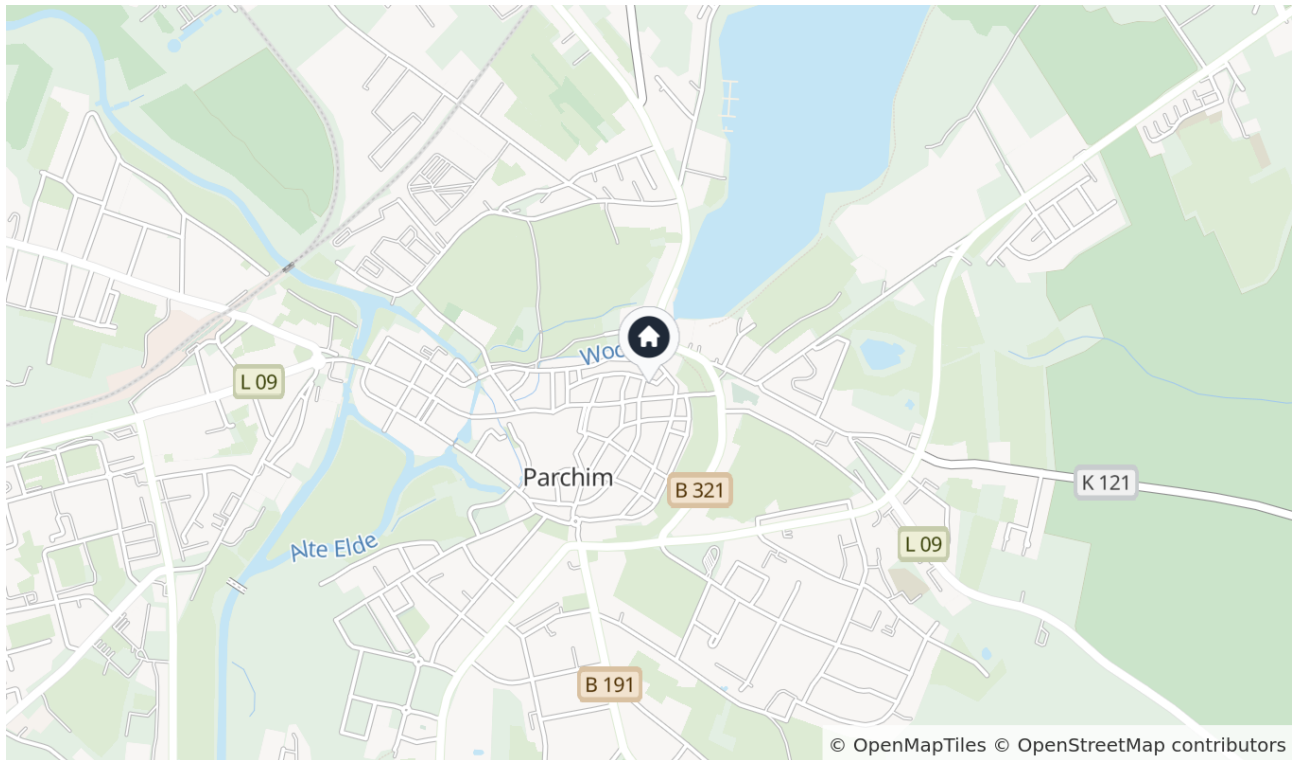 L 09
Parchim
B 321
K 121
Alte Elde
L 09
B 191
© OpenMapTiles © OpenStreetMap contributors